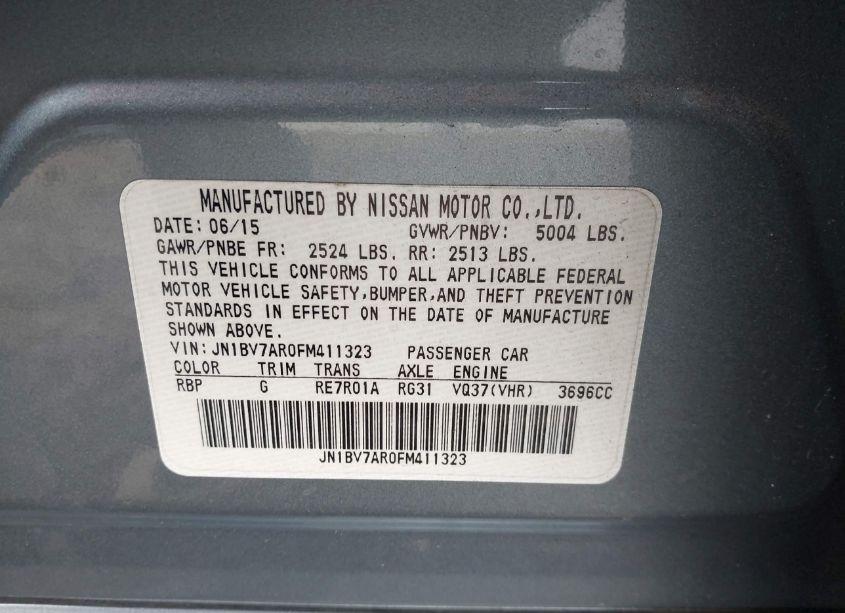 MANUFACTURED BY NISSAN MOTOR CO.,LTD.
DATE: 06/15 GVWR/PNBV: 5004 LBS.
GAWR/PNBE FR: 2524 LBS. RR: 2513 LBS.
THIS VEHICLE CONFORMS TO ALL APPLICABLE FEDERAL
MOTOR VEHICLE SAFETY,BUMPER,AND THEFT PREVENTION
STANDARDS IN EFFECT ON THE DATE OF MANUFACTURE
SHOWN ABOVE.
VIN:JN1BV7AR0FM411323 PASSENGER CAR
COLOR TRIM TRANS AXLE ENGINE
RBP G RE7R01A RG31 VQ37(VHR) 3696CC
JN1BV7AR0FM411323